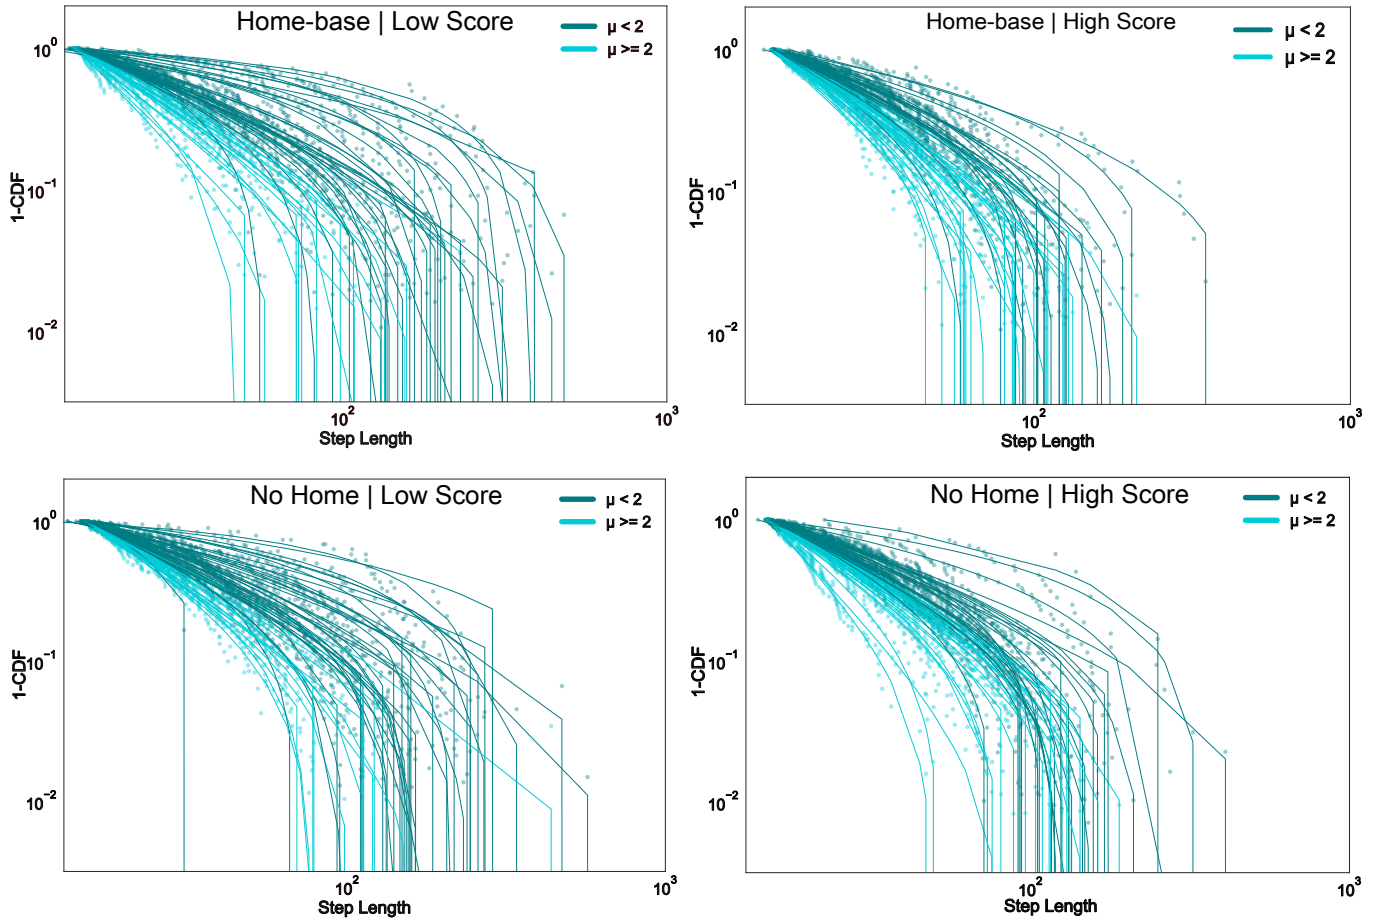 Home-base | Low Score
μ < 2
μ >= 2
10⁰
10⁻¹
10⁻²
1-CDF
10²
10³
Step Length
Home-base | High Score
μ < 2
μ >= 2
10⁰
10⁻¹
10⁻²
1-CDF
10²
10³
Step Length
No Home | Low Score
μ < 2
μ >= 2
10⁰
10⁻¹
10⁻²
1-CDF
10²
10³
Step Length
No Home | High Score
μ < 2
μ >= 2
10⁰
10⁻¹
10⁻²
1-CDF
10²
10³
Step Length